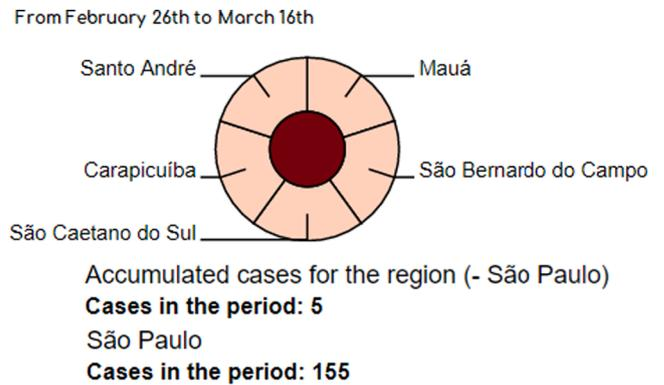 From February 26th to March 16th
Santo André
Mauá
Carapicuíba
São Bernardo do Campo
São Caetano do Sul
Accumulated cases for the region (- São Paulo)
Cases in the period: 5
São Paulo
Cases in the period: 155